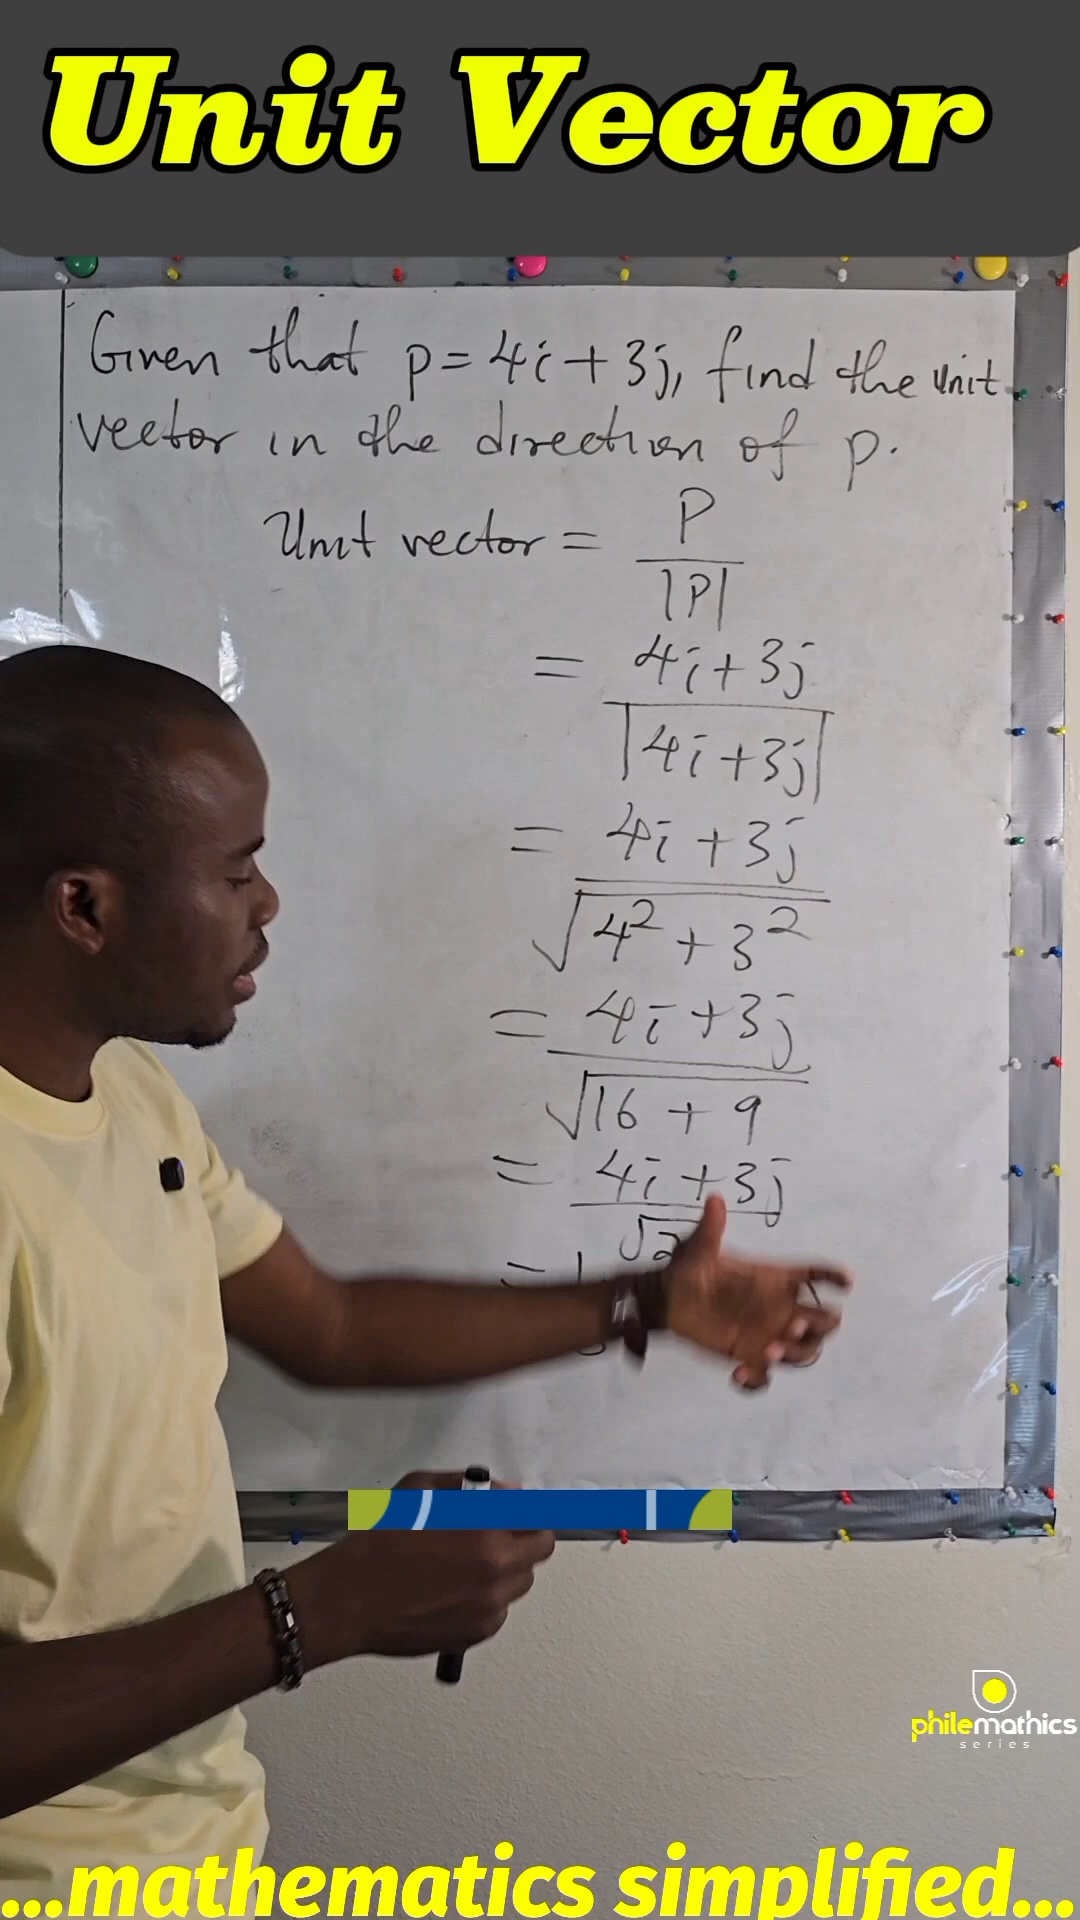 Unit Vector
Given that p = 4i + 3j, find the unit
vector in the direction of p.
Unit vector = P
|P|
= 4i + 3j
|4i + 3j|
= 4i + 3j
√4² + 3²
= 4i + 3j
√16 + 9
= 4i + 3j
√2
=
philemathics
series
...mathematics simplified...